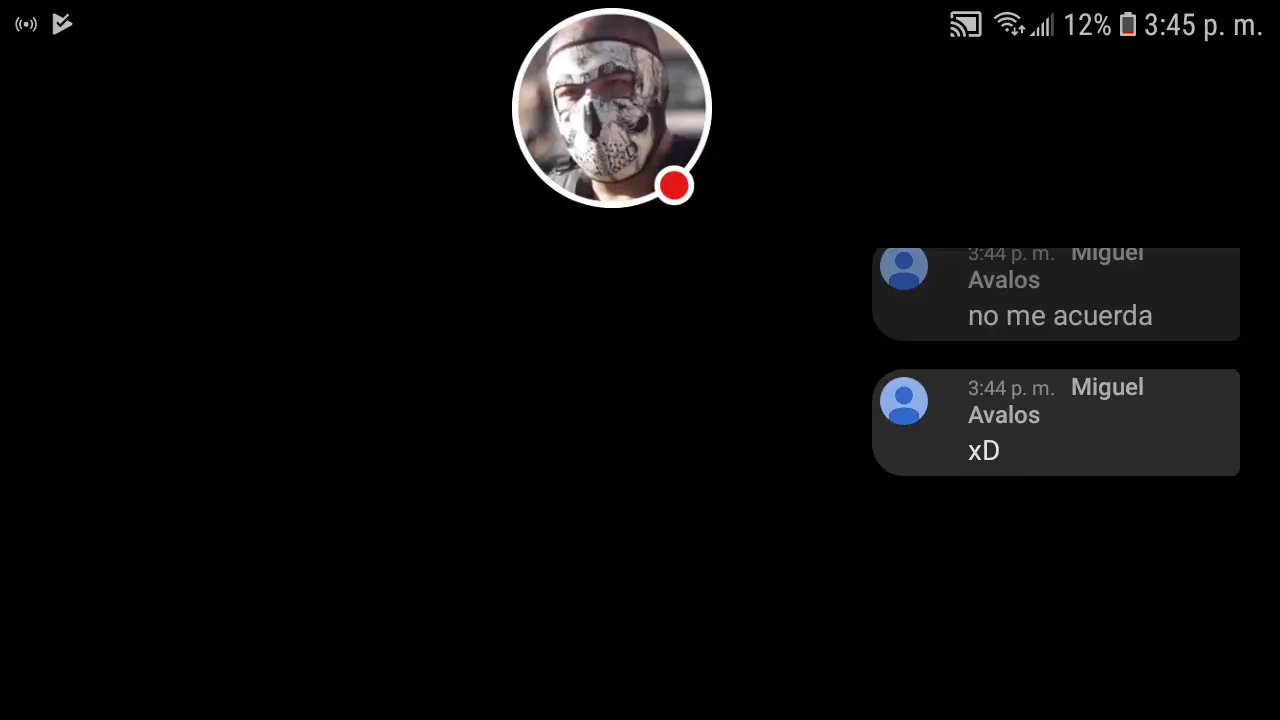 12% 3:45 p. m.
3:44 p. m. Miguel
Avalos
no me acuerda
3:44 p. m. Miguel
Avalos
xD